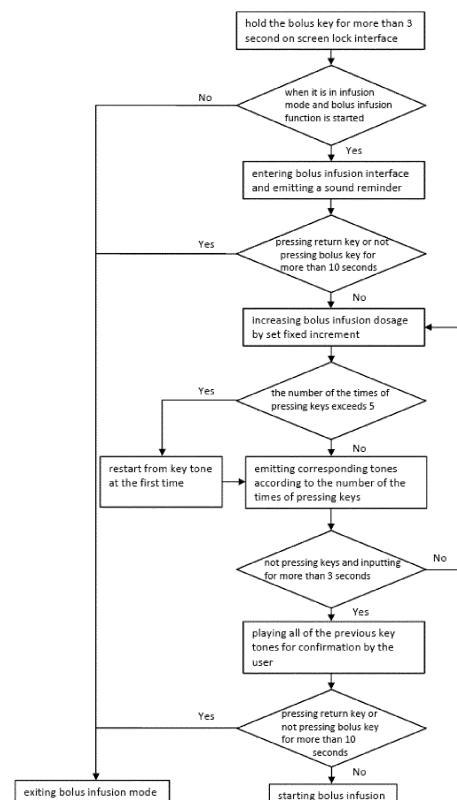 hold the bolus key for more than 3
second on screen lock interface
when it is in infusion
mode and bolus infusion
function is started
No
Yes
entering bolus infusion interface
and emitting a sound reminder
pressing return key or not
pressing bolus key for
more than 10 seconds
Yes
No
increasing bolus infusion dosage
by set fixed increment
the number of the times of
pressing keys exceeds 5
Yes
No
restart from key tone
at the first time
emitting corresponding tones
according to the number of the
times of pressing keys
not pressing keys and inputting
for more than 3 seconds
No
Yes
playing all of the previous key
tones for confirmation by the
user
pressing return key or
not pressing bolus key
for more than 10
seconds
Yes
No
exiting bolus infusion mode
starting bolus infusion